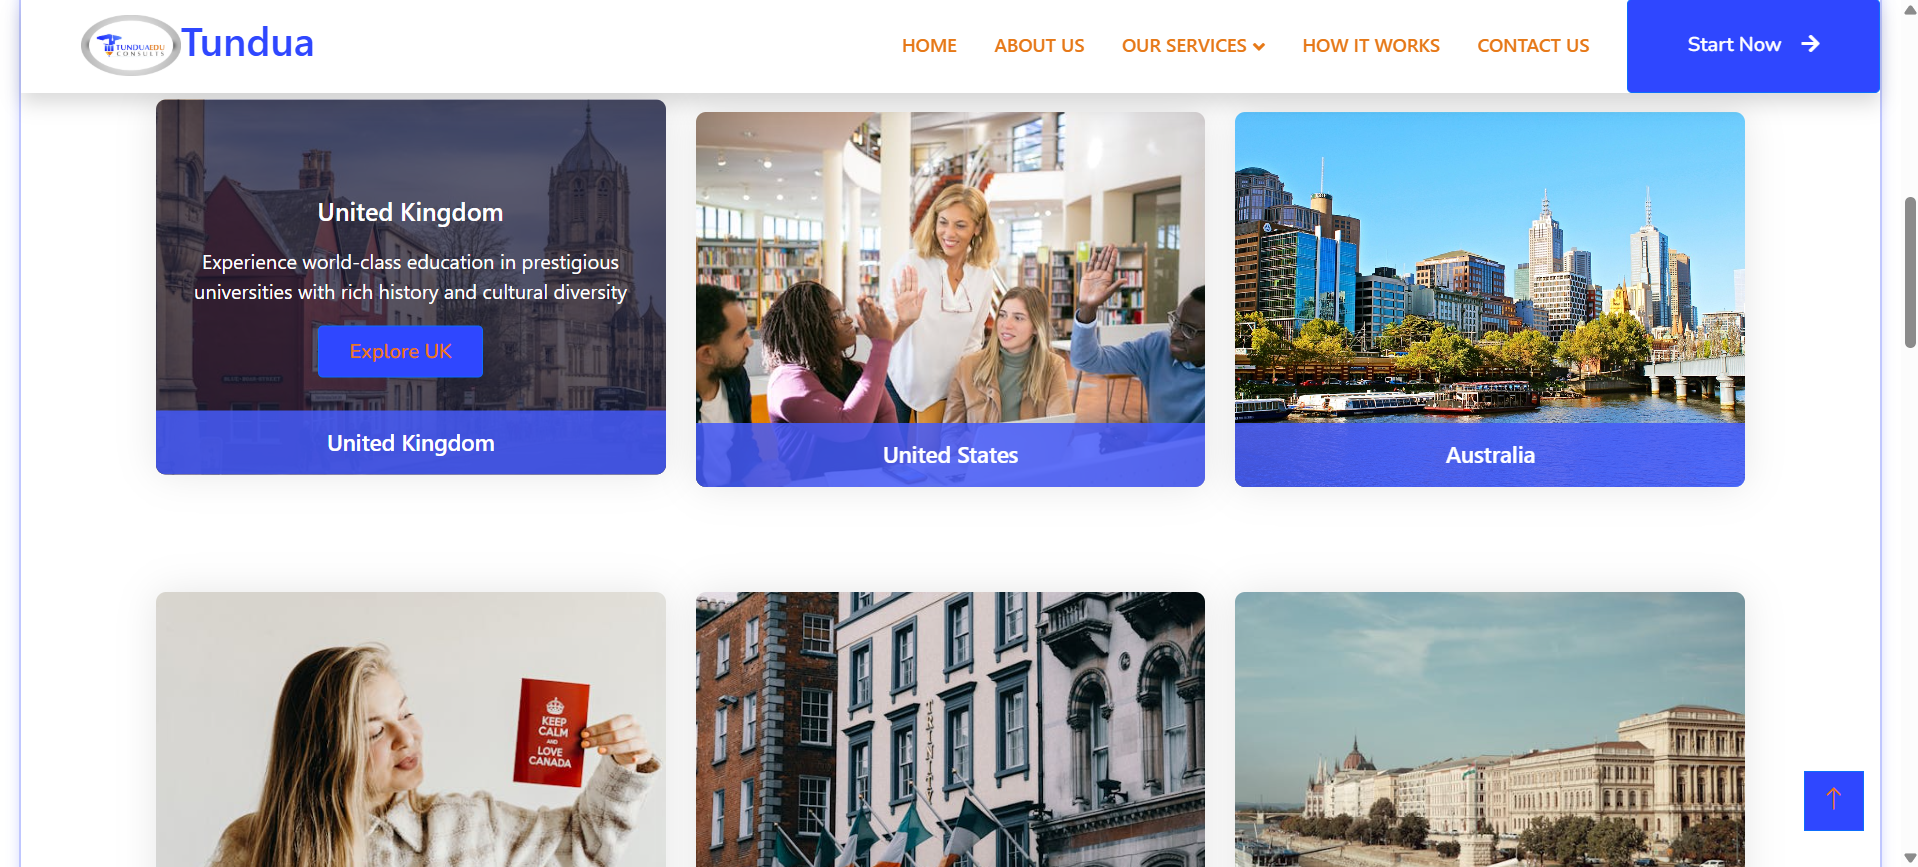 TUNDUAEDU
CONSULTS
Tundua
HOME
ABOUT US
OUR SERVICES
HOW IT WORKS
CONTACT US
Start Now
United Kingdom
Experience world-class education in prestigious
universities with rich history and cultural diversity
Explore UK
United Kingdom
United States
Australia
KEEP
CALM
AND
LOVE
CANADA
TRINITY